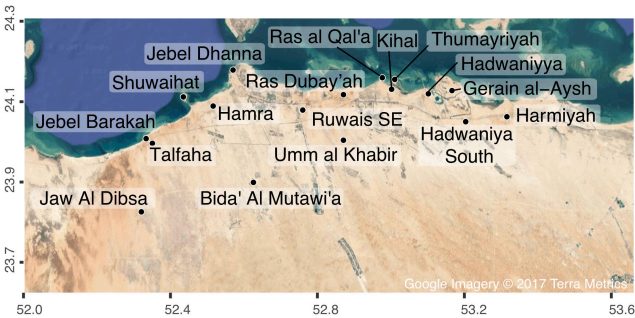 24.3
24.1
23.9
23.7
Ras al Qal'a
Kihal
Thumayriyah
Jebel Dhanna
Hadwaniyya
Shuwaihat
Ras Dubay'ah
Gerain al-Aysh
Jebel Barakah
Hamra
Ruwais SE
Harmiyah
Hadwaniya
South
Talfaha
Umm al Khabir
Jaw Al Dibsa
Bida' Al Mutawi'a
Google Imagery © 2017 Terra Metrics
52.0
52.4
52.8
53.2
53.6